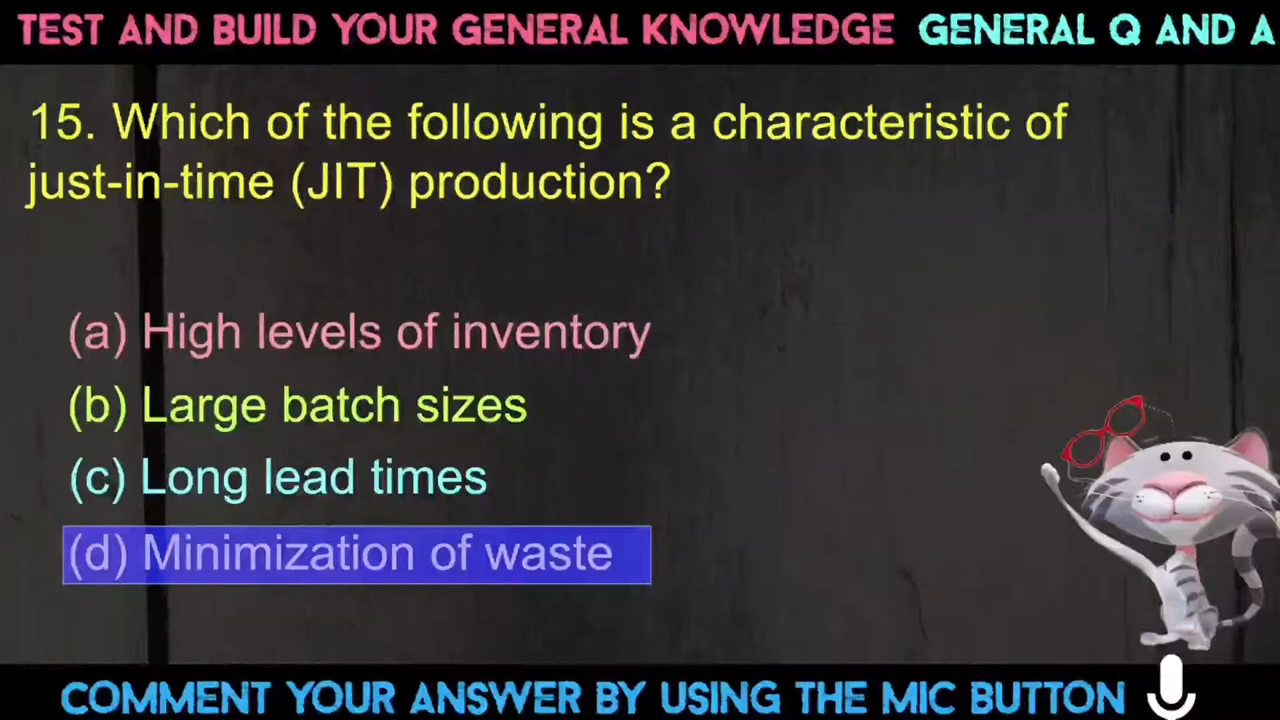 TEST AND BUILD YOUR GENERAL KNOWLEDGE GENERAL Q AND A
15. Which of the following is a characteristic of
just-in-time (JIT) production?
(a) High levels of inventory
(b) Large batch sizes
(c) Long lead times
(d) Minimization of waste
COMMENT YOUR ANSWER BY USING THE MIC BUTTON